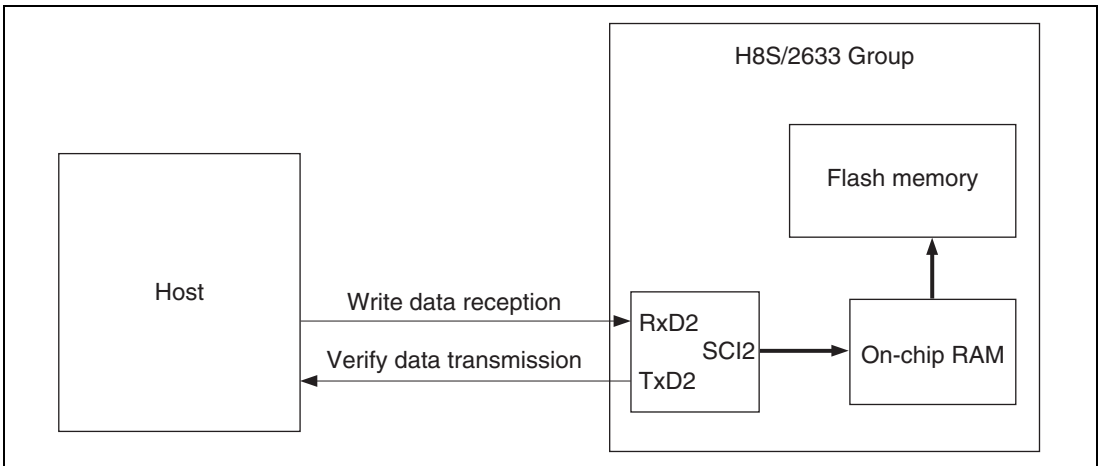 H8S/2633 Group
Flash memory
Host
Write data reception
Verify data transmission
RxD2
SCI2
TxD2
On-chip RAM